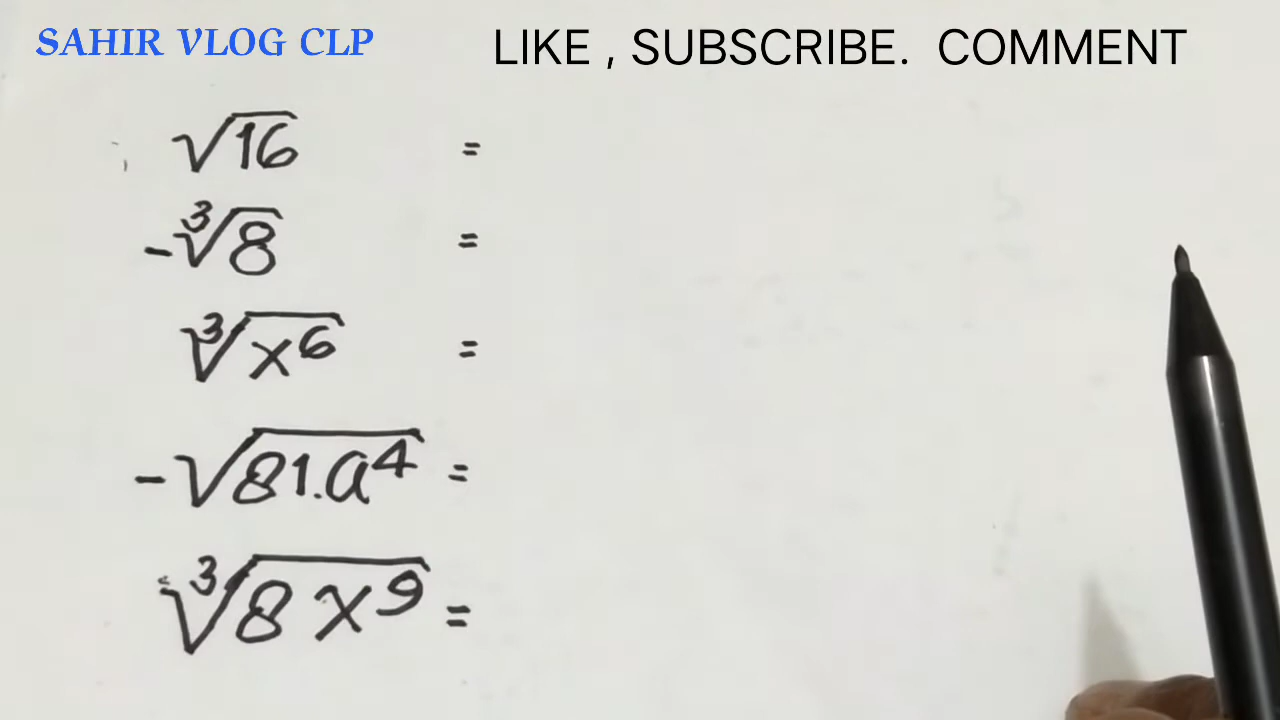 SAHIR VLOG CLP
LIKE , SUBSCRIBE. COMMENT
√16 =
-∛8 =
∛x⁶ =
-√81.a⁴ =
∛8x⁹ =